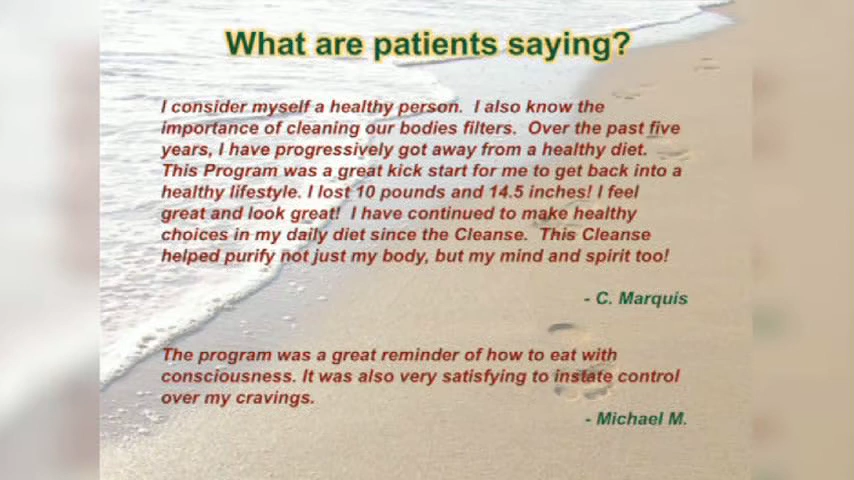 What are patients saying?
I consider myself a healthy person.  I also know the
importance of cleaning our bodies filters.  Over the past five
years, I have progressively got away from a healthy diet.
This Program was a great kick start for me to get back into a
healthy lifestyle. I lost 10 pounds and 14.5 inches! I feel
great and look great!  I have continued to make healthy
choices in my daily diet since the Cleanse.  This Cleanse
helped purify not just my body, but my mind and spirit too!
- C. Marquis
The program was a great reminder of how to eat with
consciousness. It was also very satisfying to instate control
over my cravings.
- Michael M.